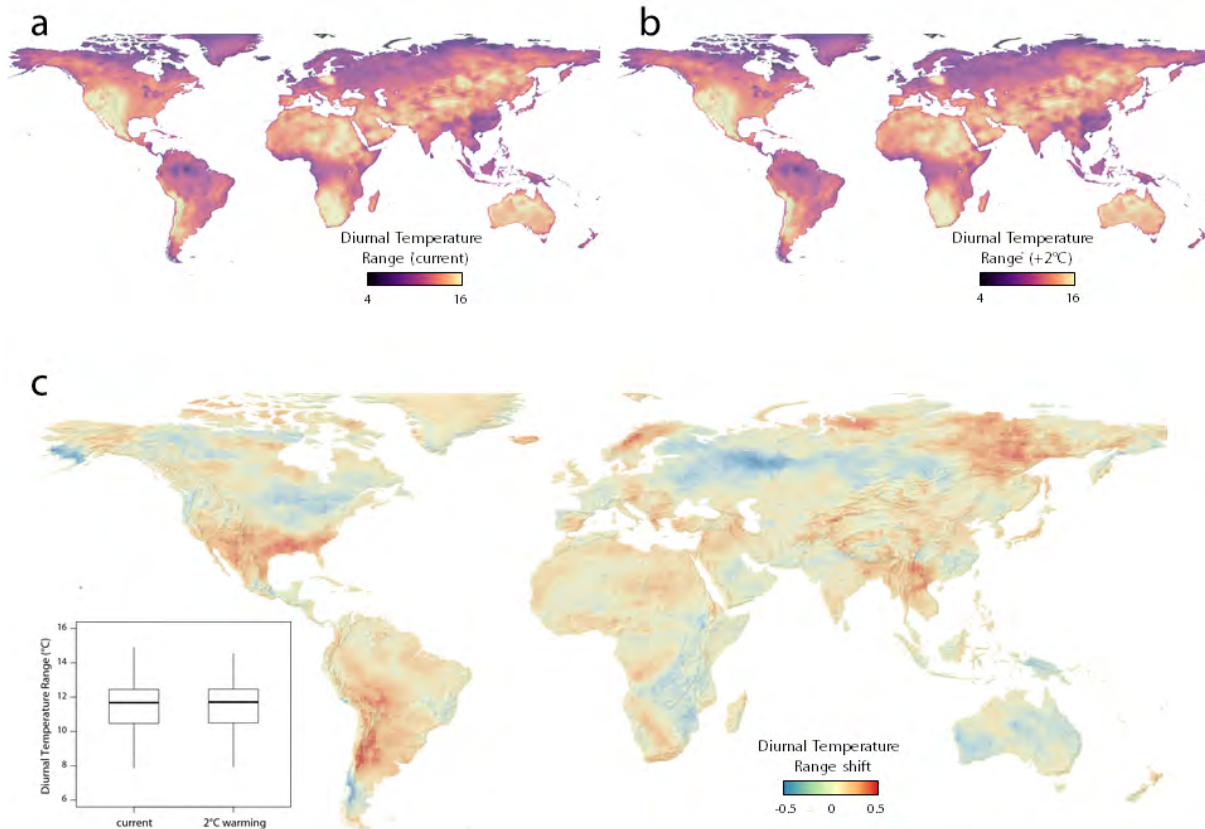 a
b
Diurnal Temperature
Range (current)
4 16
Diurnal Temperature
Range (+2°C)
4 16
c
Diurnal Temperature Range (°C)
16
14
12
10
8
6
current 2°C warming
Diurnal Temperature
Range shift
-0.5 0 0.5